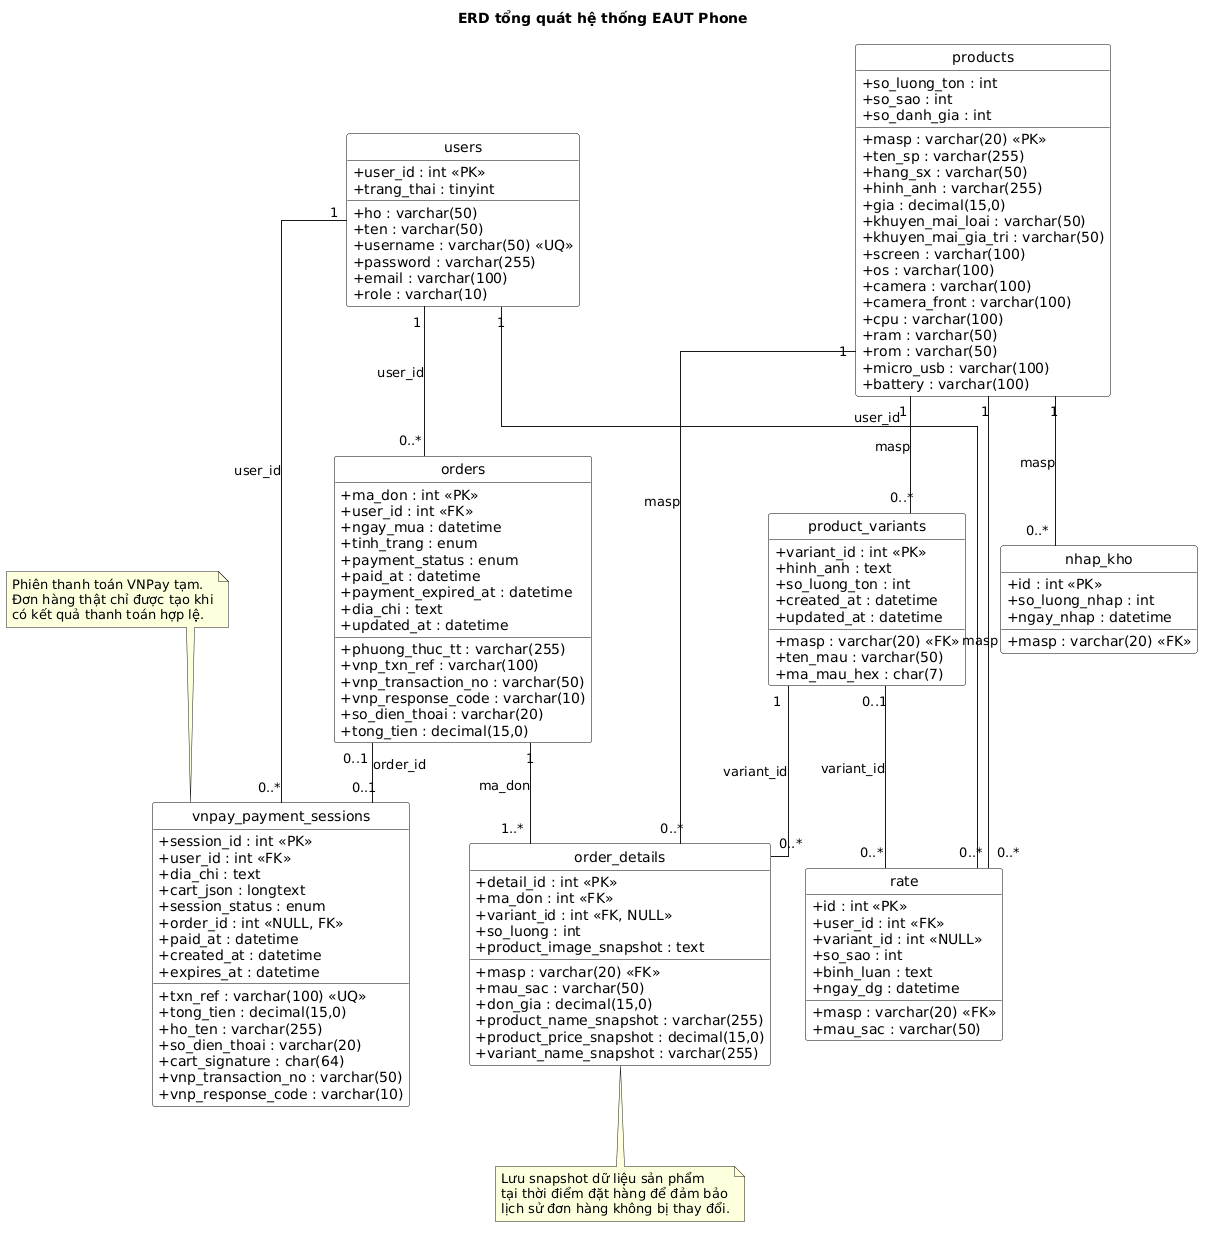 ERD tổng quát hệ thống EAUT Phone
products
+so_luong_ton : int
+so_sao : int
+so_danh_gia : int
+masp : varchar(20) «PK»
+ten_sp : varchar(255)
+hang_sx : varchar(50)
+hinh_anh : varchar(255)
+gia : decimal(15,0)
+khuyen_mai_loai : varchar(50)
+khuyen_mai_gia_tri : varchar(50)
+screen : varchar(100)
+os : varchar(100)
+camera : varchar(100)
+camera_front : varchar(100)
+cpu : varchar(100)
+ram : varchar(50)
+rom : varchar(50)
+micro_usb : varchar(100)
+battery : varchar(100)
users
+user_id : int «PK»
+trang_thai : tinyint
+ho : varchar(50)
+ten : varchar(50)
+username : varchar(50) «UQ»
+password : varchar(255)
+email : varchar(100)
+role : varchar(10)
1
1
1
1
1
1
1
user_id
user_id
user_id
masp
masp
masp
masp
0..*
0..*
0..*
0..*
orders
+ma_don : int «PK»
+user_id : int «FK»
+ngay_mua : datetime
+tinh_trang : enum
+payment_status : enum
+paid_at : datetime
+payment_expired_at : datetime
+dia_chi : text
+updated_at : datetime
+phuong_thuc_tt : varchar(255)
+vnp_txn_ref : varchar(100)
+vnp_transaction_no : varchar(50)
+vnp_response_code : varchar(10)
+so_dien_thoai : varchar(20)
+tong_tien : decimal(15,0)
product_variants
+variant_id : int «PK»
+hinh_anh : text
+so_luong_ton : int
+created_at : datetime
+updated_at : datetime
+masp : varchar(20) «FK»
+ten_mau : varchar(50)
+ma_mau_hex : char(7)
nhap_kho
+id : int «PK»
+so_luong_nhap : int
+ngay_nhap : datetime
+masp : varchar(20) «FK»
Phiên thanh toán VNPay tạm.
Đơn hàng thật chỉ được tạo khi
có kết quả thanh toán hợp lệ.
0..1
order_id
0..1
1
ma_don
1..*
0..*
1
variant_id
0..*
0..1
variant_id
0..*
0..*
0..*
vnpay_payment_sessions
+session_id : int «PK»
+user_id : int «FK»
+dia_chi : text
+cart_json : longtext
+session_status : enum
+order_id : int «NULL, FK»
+paid_at : datetime
+created_at : datetime
+expires_at : datetime
+txn_ref : varchar(100) «UQ»
+tong_tien : decimal(15,0)
+ho_ten : varchar(255)
+so_dien_thoai : varchar(20)
+cart_signature : char(64)
+vnp_transaction_no : varchar(50)
+vnp_response_code : varchar(10)
order_details
+detail_id : int «PK»
+ma_don : int «FK»
+variant_id : int «FK, NULL»
+so_luong : int
+product_image_snapshot : text
+masp : varchar(20) «FK»
+mau_sac : varchar(50)
+don_gia : decimal(15,0)
+product_name_snapshot : varchar(255)
+product_price_snapshot : decimal(15,0)
+variant_name_snapshot : varchar(255)
rate
+id : int «PK»
+user_id : int «FK»
+variant_id : int «NULL»
+so_sao : int
+binh_luan : text
+ngay_dg : datetime
+masp : varchar(20) «FK»
+mau_sac : varchar(50)
Lưu snapshot dữ liệu sản phẩm
tại thời điểm đặt hàng để đảm bảo
lịch sử đơn hàng không bị thay đổi.